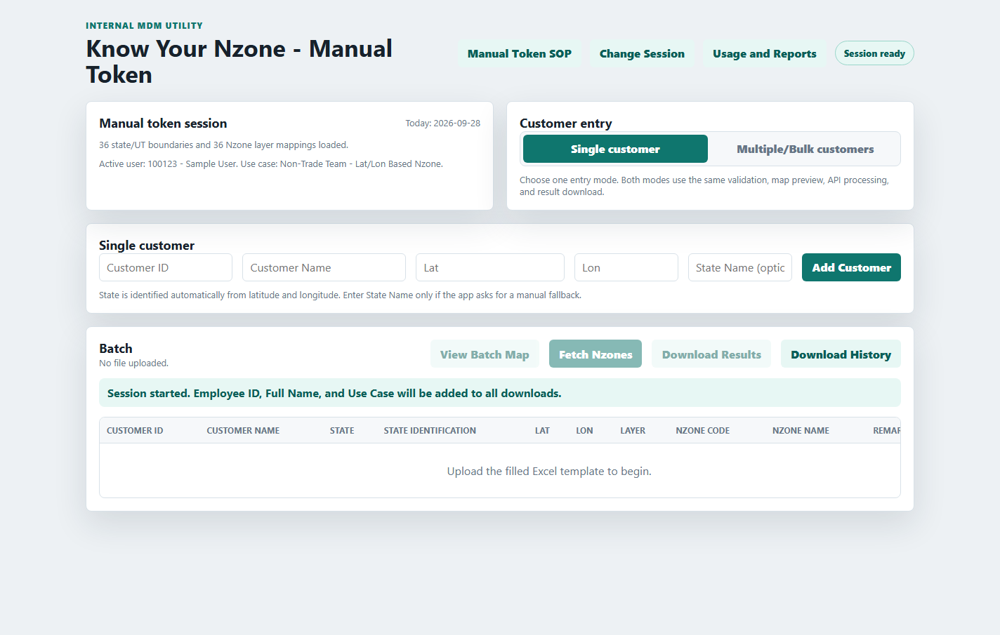 INTERNAL MDM UTILITY
Know Your Nzone - Manual
Token
Manual Token SOP
Change Session
Usage and Reports
Session ready
Manual token session
Today: 2026-09-28
36 state/UT boundaries and 36 Nzone layer mappings loaded.
Active user: 100123 - Sample User. Use case: Non-Trade Team - Lat/Lon Based Nzone.
Customer entry
Single customer
Multiple/Bulk customers
Choose one entry mode. Both modes use the same validation, map preview, API processing,
and result download.
Single customer
Customer ID
Customer Name
Lat
Lon
State Name (optic
Add Customer
State is identified automatically from latitude and longitude. Enter State Name only if the app asks for a manual fallback.
Batch
No file uploaded.
View Batch Map
Fetch Nzones
Download Results
Download History
Session started. Employee ID, Full Name, and Use Case will be added to all downloads.
CUSTOMER ID CUSTOMER NAME STATE STATE IDENTIFICATION LAT LON LAYER NZONE CODE NZONE NAME REMAR
Upload the filled Excel template to begin.